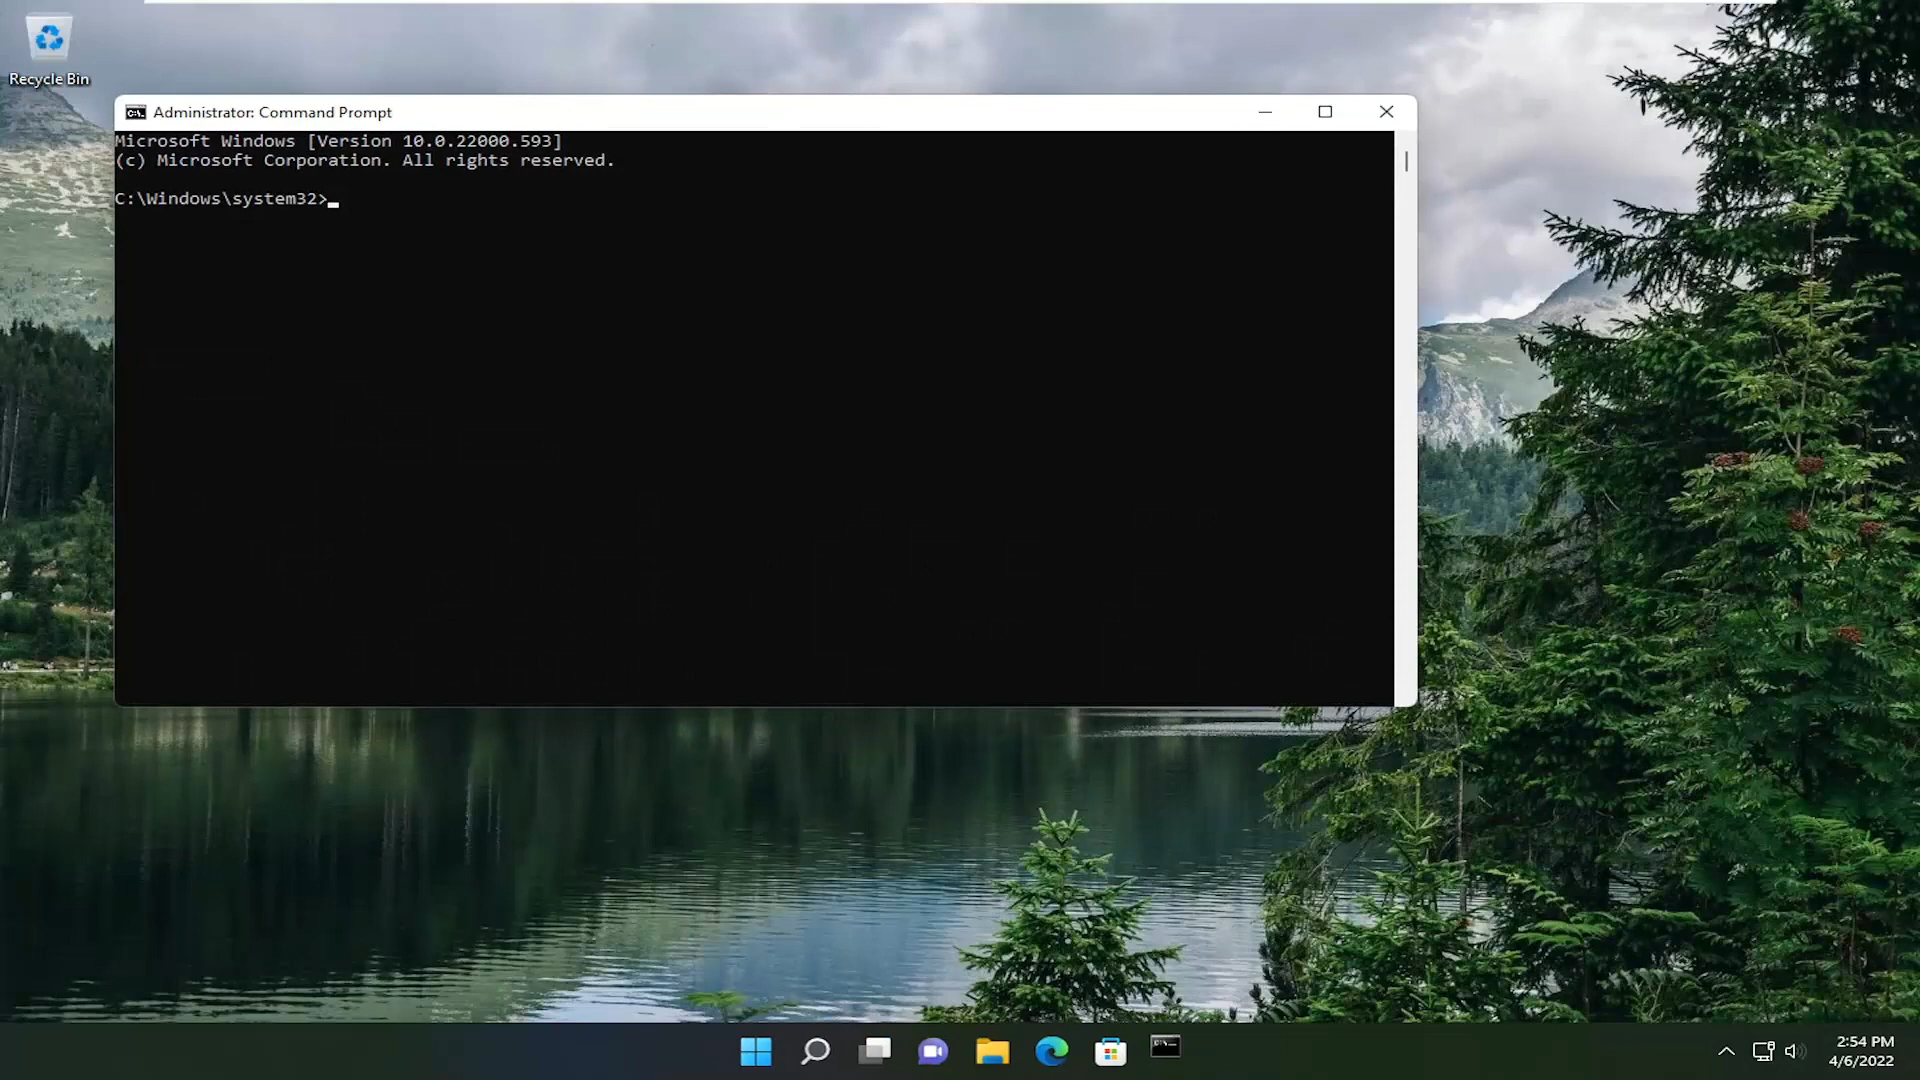 Recycle Bin
Administrator: Command Prompt
Microsoft Windows [Version 10.0.22000.593]
(c) Microsoft Corporation. All rights reserved.
C:\Windows\system32>
2:54 PM
4/6/2022